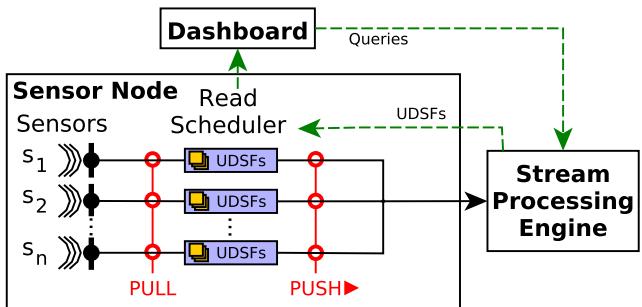 Dashboard
Queries
Sensor Node
Read
Scheduler
UDSFs
Sensors
s1
UDSFs
s2
UDSFs
sn
UDSFs
Stream
Processing
Engine
PULL
PUSH